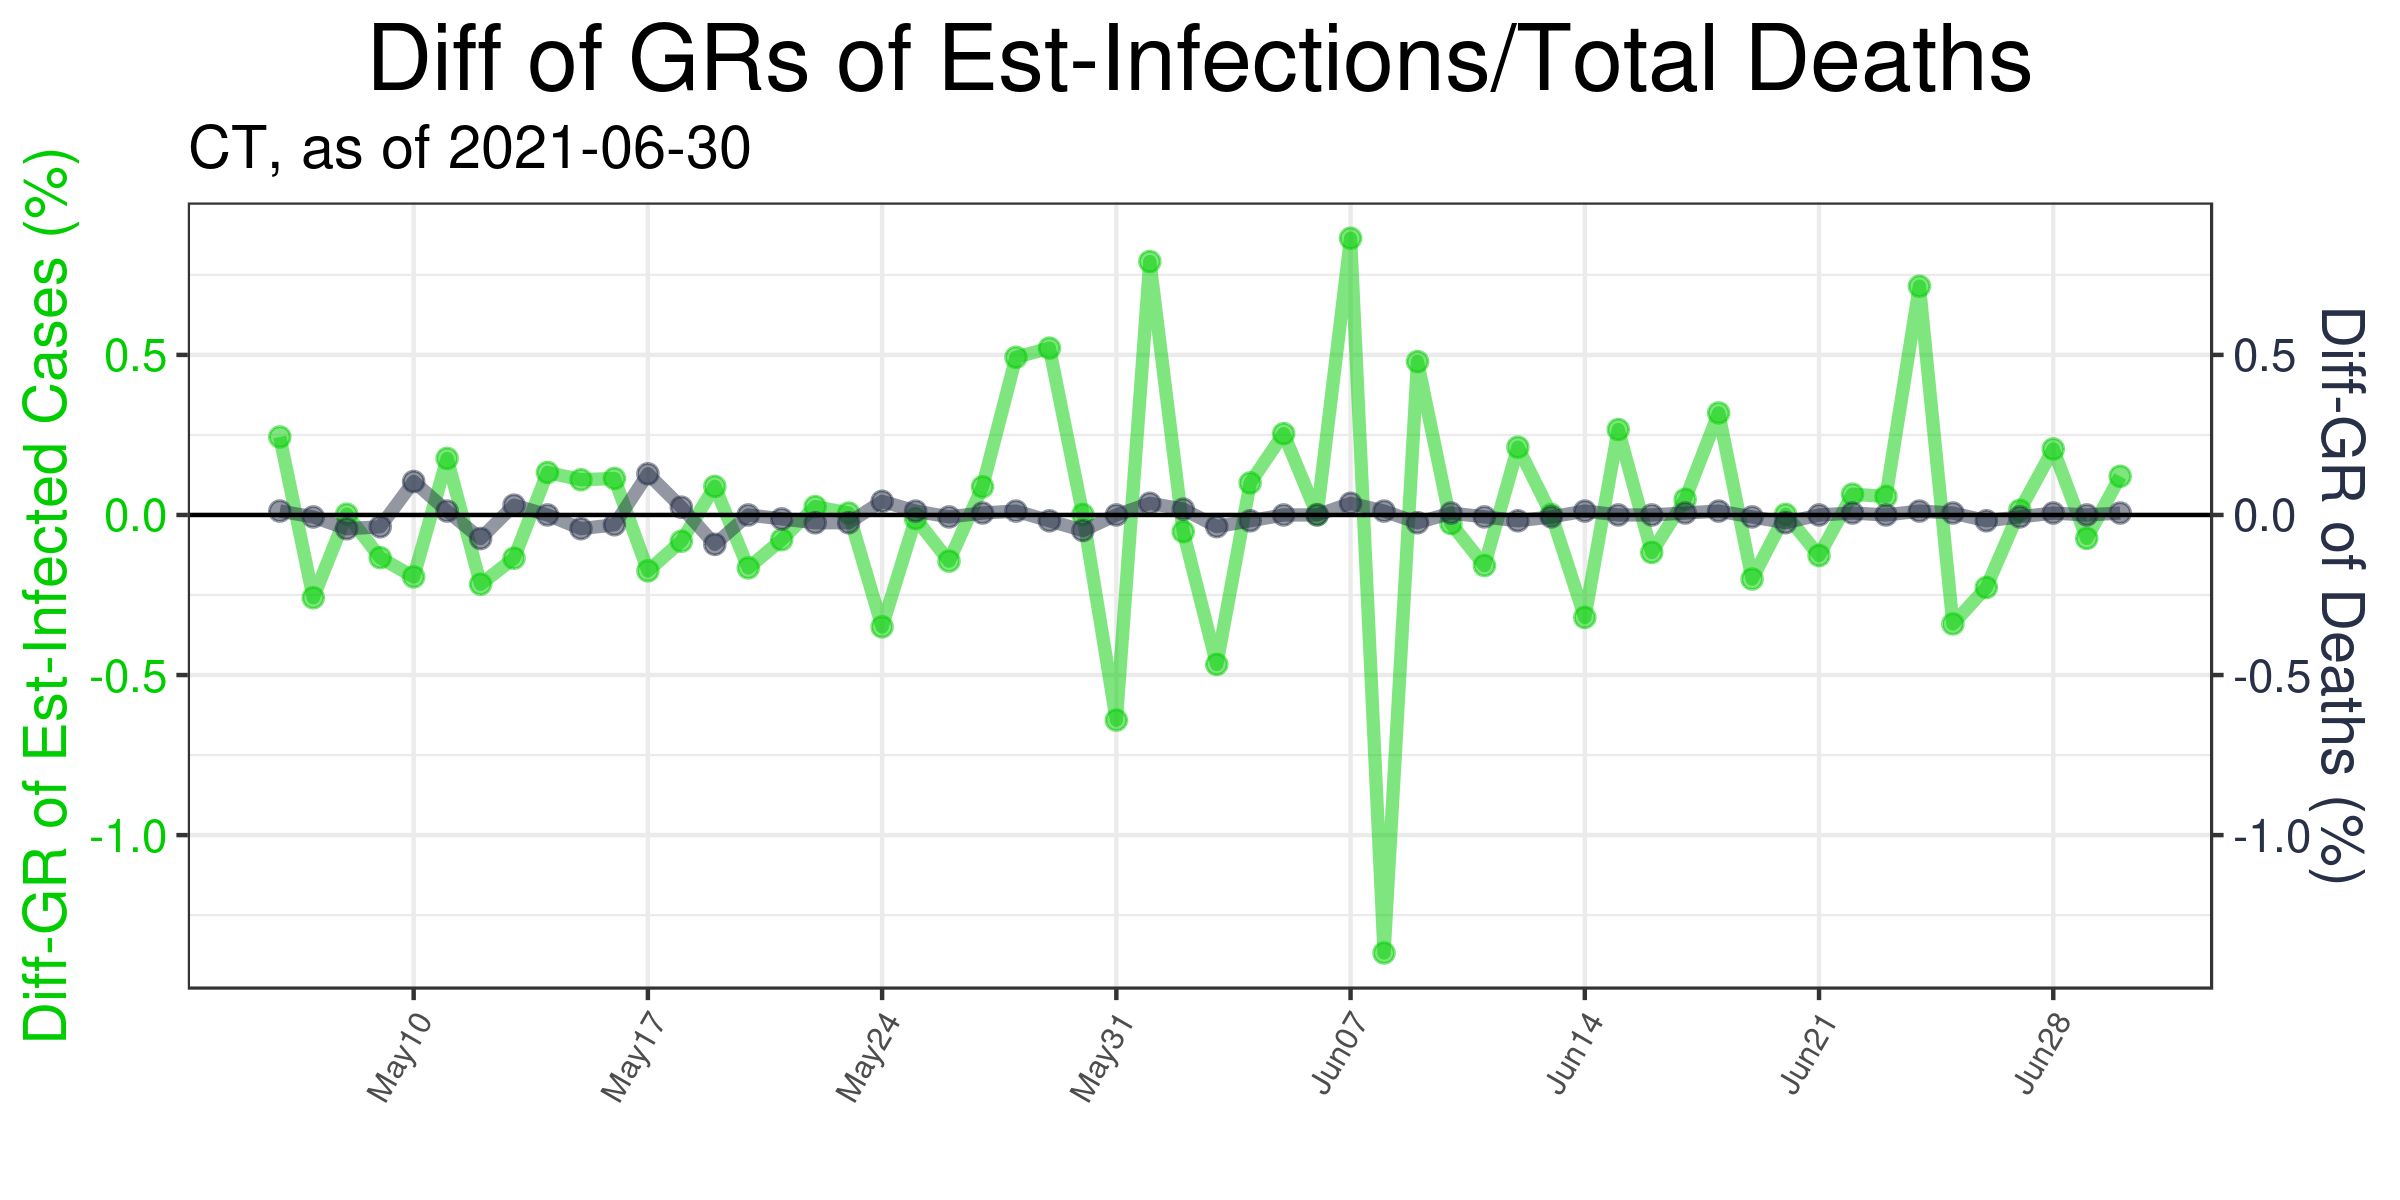 Diff of GRs of Est-Infections/Total Deaths
CT, as of 2021-06-30
Diff-GR of Est-Infected Cases (%)
0.5
0.0
-0.5
-1.0
0.5
0.0
-0.5
-1.0
Diff-GR of Deaths (%)
May10
May17
May24
May31
Jun07
Jun14
Jun21
Jun28